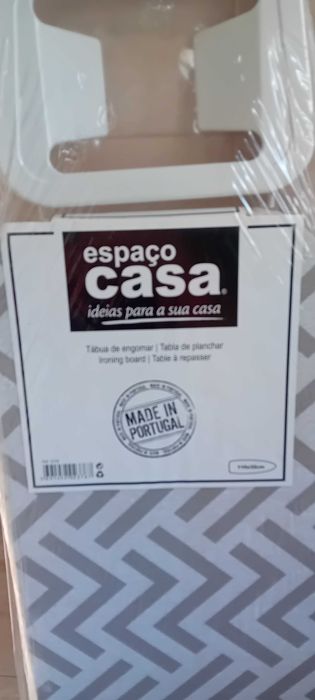 espaço
casa®
ideias para a sua casa
Tábua de engomar | Tabla de planchar
Ironing board | Table à repasser
MADE IN
PORTUGAL